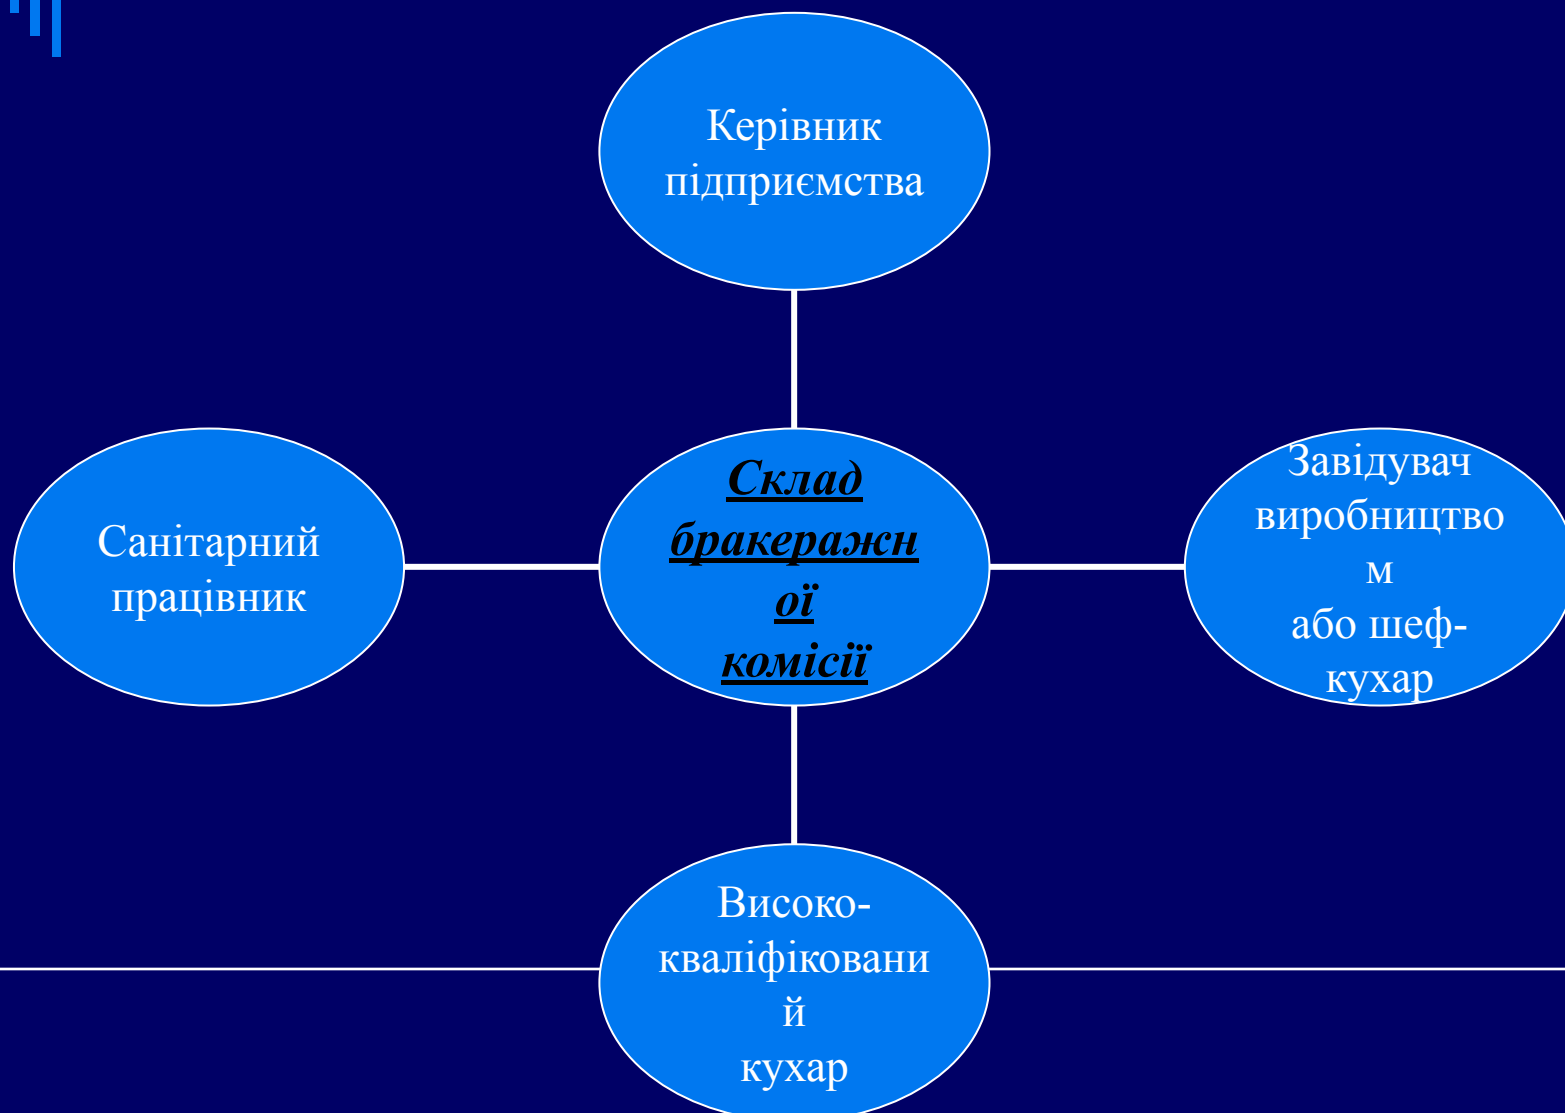 Керівник
підприємства
Санітарний
працівник
Склад
бракеражн
ої
комісії
Завідувач
виробництво
м
або шеф-
кухар
Високо-
кваліфіковани
й
кухар